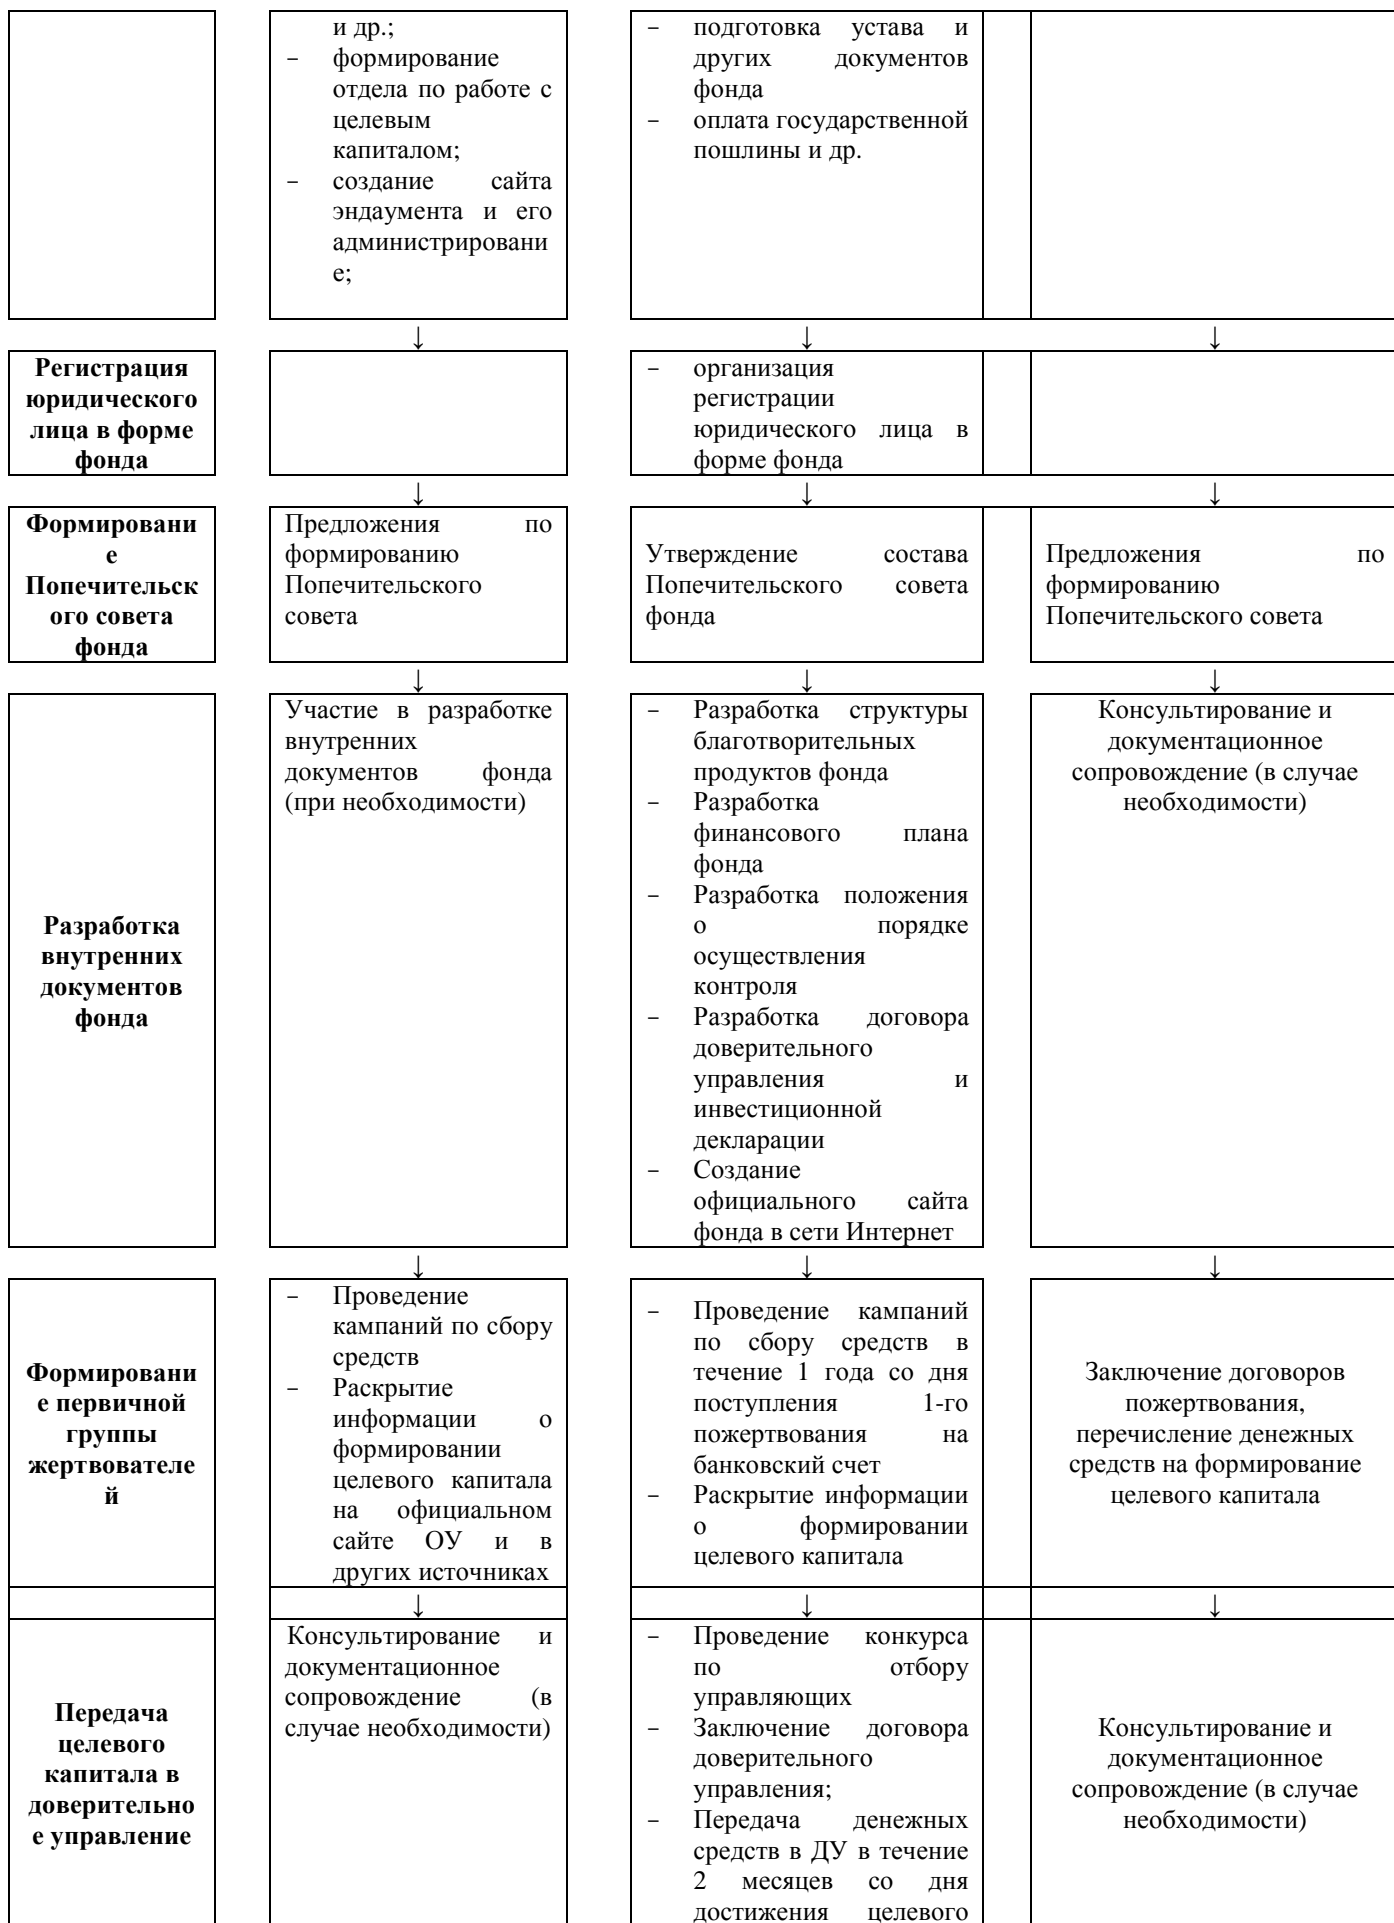 и др.;
– формирование
отдела по работе с
целевым
капиталом;
– создание сайта
эндаумента и его
администрировани
е;
– подготовка устава и
других документов
фонда
– оплата государственной
пошлины и др.
↓ ↓ ↓
Регистрация
юридического
лица в форме
фонда
– организация
регистрации
юридического лица в
форме фонда
↓ ↓ ↓
Формировани
е
Попечительск
ого совета
фонда
Предложения по
формированию
Попечительского
совета
Утверждение состава
Попечительского совета
фонда
Предложения по
формированию
Попечительского совета
↓ ↓ ↓
Разработка
внутренних
документов
фонда
Участие в разработке
внутренних
документов фонда
(при необходимости)
– Разработка структуры
благотворительных
продуктов фонда
– Разработка
финансового плана
фонда
– Разработка положения
о порядке
осуществления
контроля
– Разработка договора
доверительного
управления и
инвестиционной
декларации
– Создание
официального сайта
фонда в сети Интернет
Консультирование и
документационное
сопровождение (в случае
необходимости)
↓ ↓ ↓
Формировани
е первичной
группы
жертвователе
й
– Проведение
кампаний по сбору
средств
– Раскрытие
информации о
формировании
целевого капитала
на официальном
сайте ОУ и в
других источниках
– Проведение кампаний
по сбору средств в
течение 1 года со дня
поступления 1-го
пожертвования на
банковский счет
– Раскрытие информации
о формировании
целевого капитала
Заключение договоров
пожертвования,
перечисление денежных
средств на формирование
целевого капитала
↓ ↓ ↓
Передача
целевого
капитала в
доверительно
е управление
Консультирование и
документационное
сопровождение (в
случае необходимости)
– Проведение конкурса
по отбору
управляющих
– Заключение договора
доверительного
управления;
– Передача денежных
средств в ДУ в течение
2 месяцев со дня
достижения целевого
Консультирование и
документационное
сопровождение (в случае
необходимости)